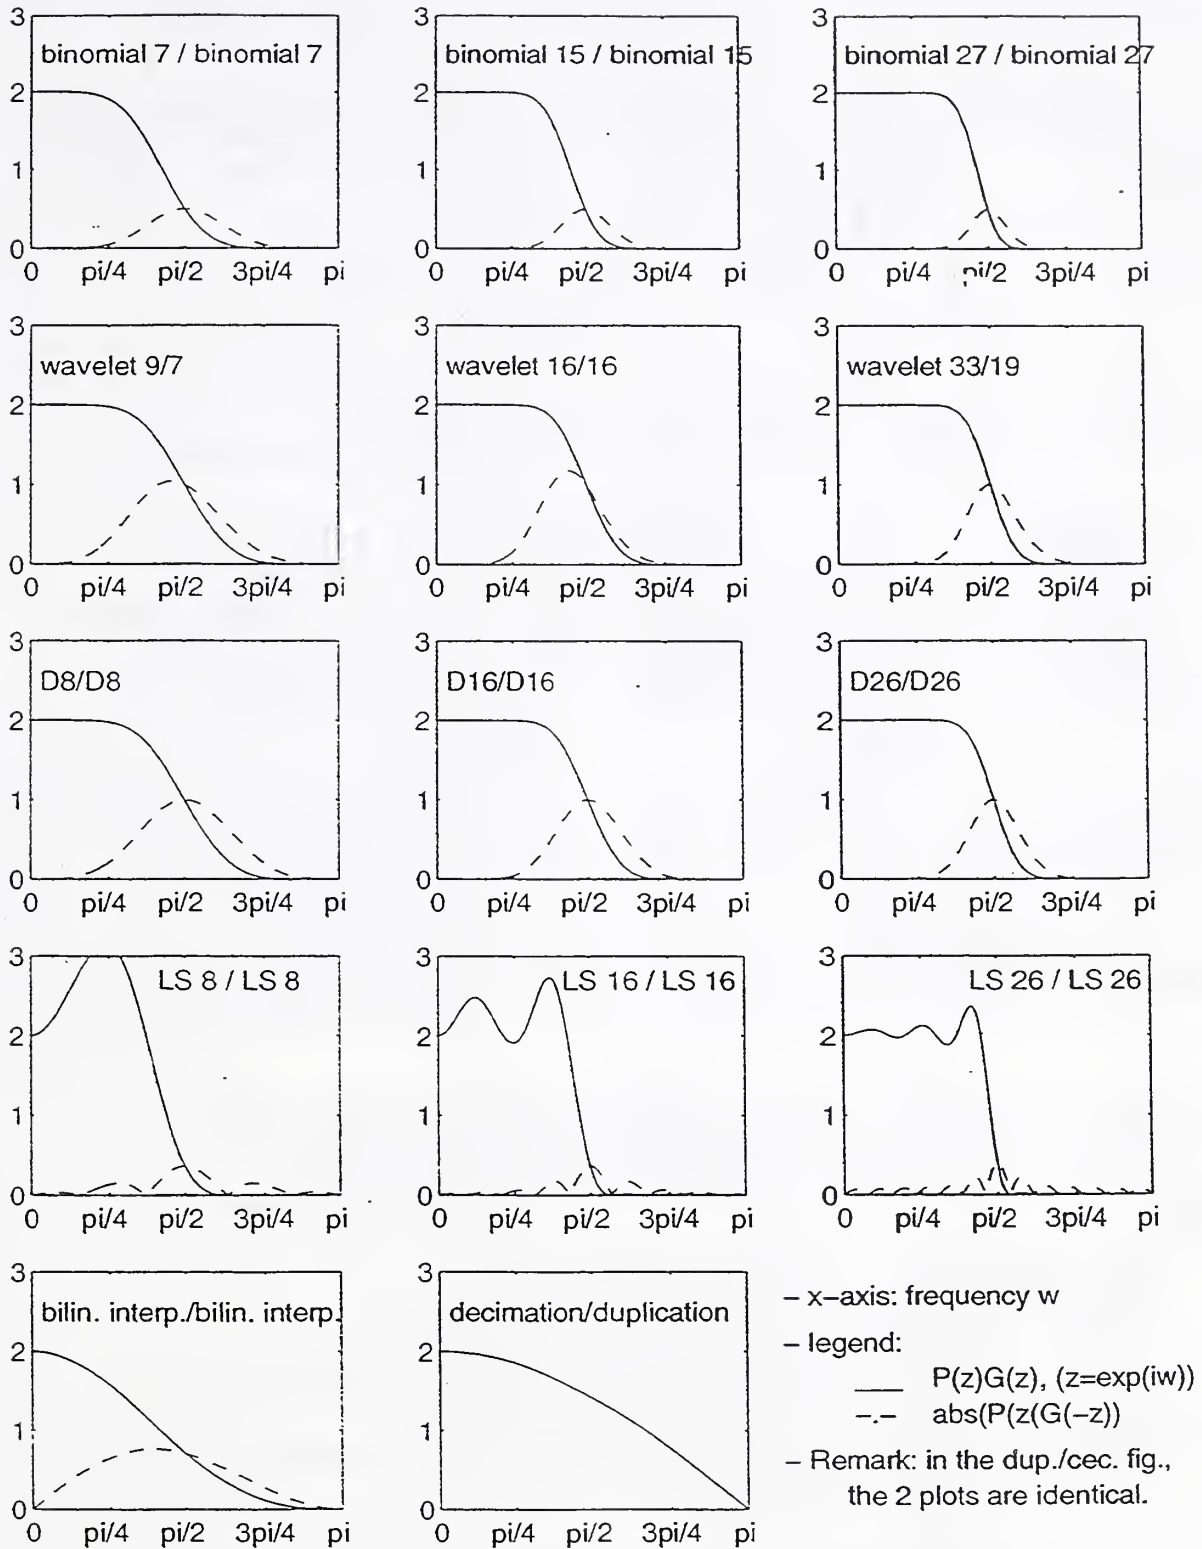 3
binomial 7 / binomial 7
2
1
0
0 pi/4 pi/2 3pi/4 pi
3
binomial 15 / binomial 15
2
1
0
0 pi/4 pi/2 3pi/4 pi
3
binomial 27 / binomial 27
2
1
0
0 pi/4 pi/2 3pi/4 pi
3
wavelet 9/7
2
1
0
0 pi/4 pi/2 3pi/4 pi
3
wavelet 16/16
2
1
0
0 pi/4 pi/2 3pi/4 pi
3
wavelet 33/19
2
1
0
0 pi/4 pi/2 3pi/4 pi
3
D8/D8
2
1
0
0 pi/4 pi/2 3pi/4 pi
3
D16/D16
2
1
0
0 pi/4 pi/2 3pi/4 pi
3
D26/D26
2
1
0
0 pi/4 pi/2 3pi/4 pi
3
LS 8 / LS 8
2
1
0
0 pi/4 pi/2 3pi/4 pi
3
LS 16 / LS 16
2
1
0
0 pi/4 pi/2 3pi/4 pi
3
LS 26 / LS 26
2
1
0
0 pi/4 pi/2 3pi/4 pi
3
bilin. interp./bilin. interp.
2
1
0
0 pi/4 pi/2 3pi/4 pi
3
decimation/duplication
2
1
0
0 pi/4 pi/2 3pi/4 pi
– x–axis: frequency w
– legend:
P(z)G(z), (z=exp(iw))
abs(P(z(G(–z))
– Remark: in the dup./cec. fig.,
the 2 plots are identical.